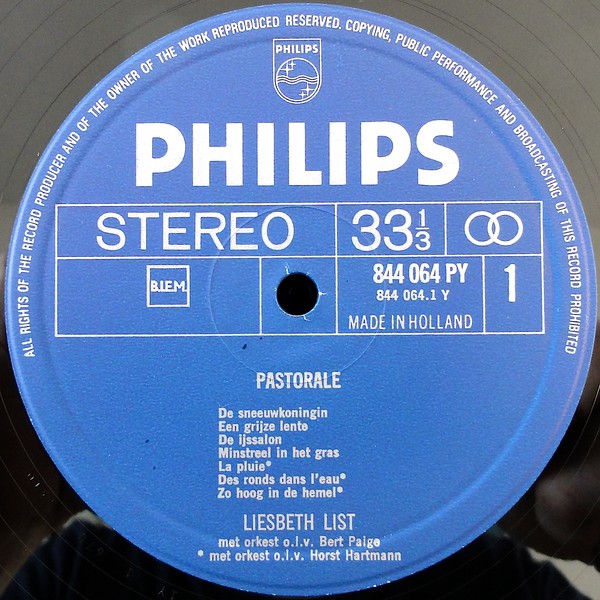 ALL RIGHTS OF THE RECORD PRODUCER AND OF THE OWNER OF THE WORK REPRODUCED RESERVED. COPYING, PUBLIC PERFORMANCE AND BROADCASTING OF THIS RECORD PROHIBITED
PHILIPS
PHILIPS
STEREO 33 1/3
B.I.E.M. 844 064 PY 1
844 064.1 Y
MADE IN HOLLAND
PASTORALE
De sneeuwkoningin
Een grijze lente
De ijssalon
Minstreel in het gras
La pluie*
Des ronds dans l'eau*
Zo hoog in de hemel*
LIESBETH LIST
met orkest o.l.v. Bert Paige
* met orkest o.l.v. Horst Hartmann